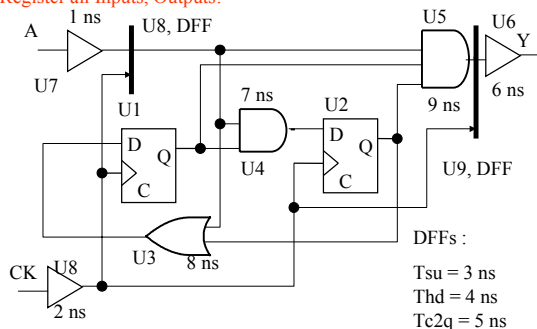 Register all Inputs, Outputs.
A
1 ns
U8, DFF
U5
U6
Y
U7
U1
7 ns
U2
9 ns
6 ns
D
Q
C
U4
D
Q
C
U9, DFF
U3
8 ns
DFFs :
CK
U8
2 ns
Tsu = 3 ns
Thd = 4 ns
Tc2q = 5 ns